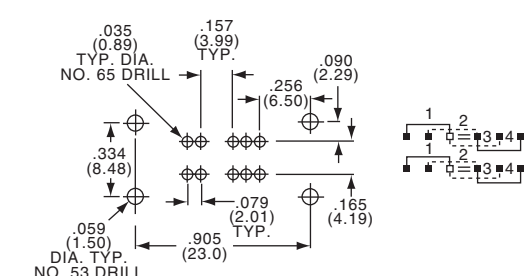 .035
(0.89)
TYP. DIA.
NO. 65 DRILL
.157
(3.99)
TYP.
.090
(2.29)
.256
(6.50)
.334
(8.48)
.059
(1.50)
DIA. TYP.
NO. 53 DRILL
.079
(2.01)
TYP.
.905
(23.0)
.165
(4.19)
1 2 3 4
1 2 3 4